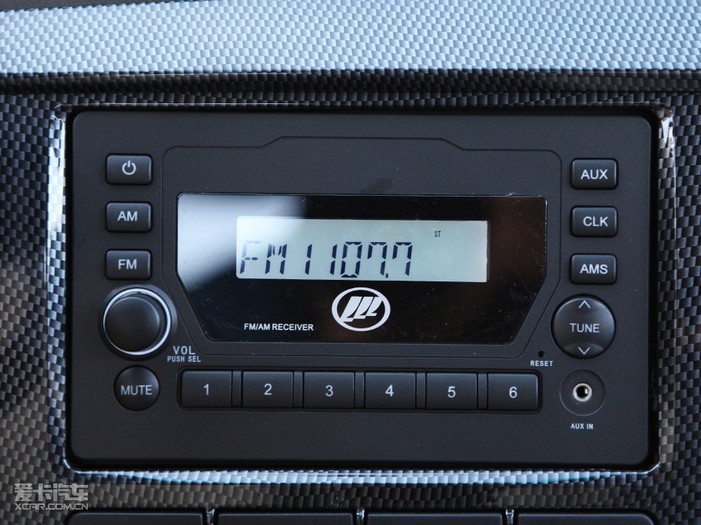 AM
FM
VOL
PUSH SEL
MUTE
ST
FM1 107.7
FM/AM RECEIVER
1 2 3 4 5 6
AUX
CLK
AMS
TUNE
RESET
AUX IN
爱卡汽车
XCAR.COM.CN